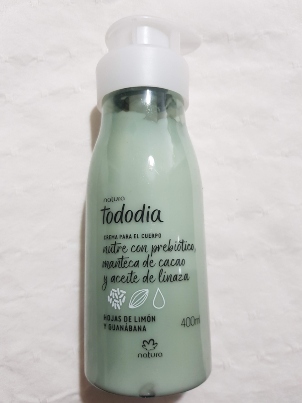 natura
tododia
CREMA PARA EL CUERPO
nutre con prebiótico,
manteca de cacao
y aceite de linaza
HOJAS DE LIMÓN
Y GUANÁBANA
400ml
natura